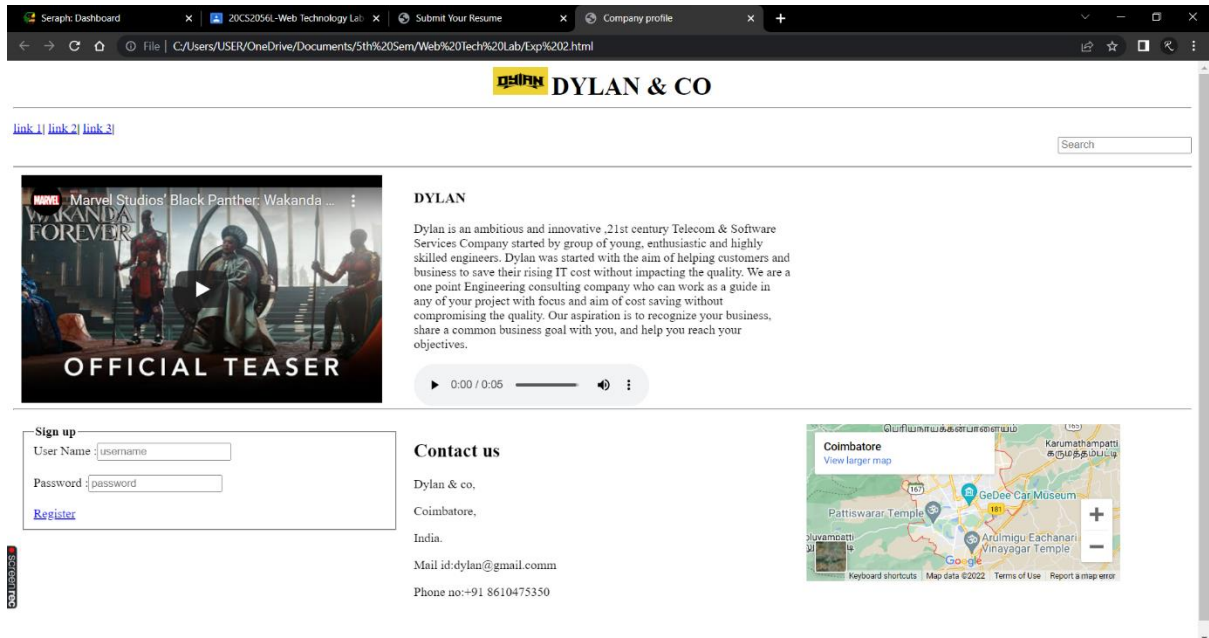 Seraph: Dashboard
20CS2056L-Web Technology Lab
Submit Your Resume
Company profile
File | C:/Users/USER/OneDrive/Documents/5th%20Sem/Web%20Tech%20Lab/Exp%202.html
DYLAN DYLAN & CO
link 1| link 2| link 3|
Search
MARVEL Marvel Studios' Black Panther: Wakanda ...
WAKANDA
FOREVER
OFFICIAL TEASER
DYLAN
Dylan is an ambitious and innovative ,21st century Telecom & Software
Services Company started by group of young, enthusiastic and highly
skilled engineers. Dylan was started with the aim of helping customers and
business to save their rising IT cost without impacting the quality. We are a
one point Engineering consulting company who can work as a guide in
any of your project with focus and aim of cost saving without
compromising the quality. Our aspiration is to recognize your business,
share a common business goal with you, and help you reach your
objectives.
0:00 / 0:05
Sign up
User Name : username
Password : password
Register
Contact us
Dylan & co,
Coimbatore,
India.
Mail id:dylan@gmail.comm
Phone no:+91 8610475350
Coimbatore
View larger map
Karumathampatti
கருமத்தம்பட்டி
167
GeDee Car Museum
181
Pattiswarar Temple
Arulmigu Eachanari
Vinayagar Temple
Google
Keyboard shortcuts Map data ©2022 Terms of Use Report a map error
screenrec